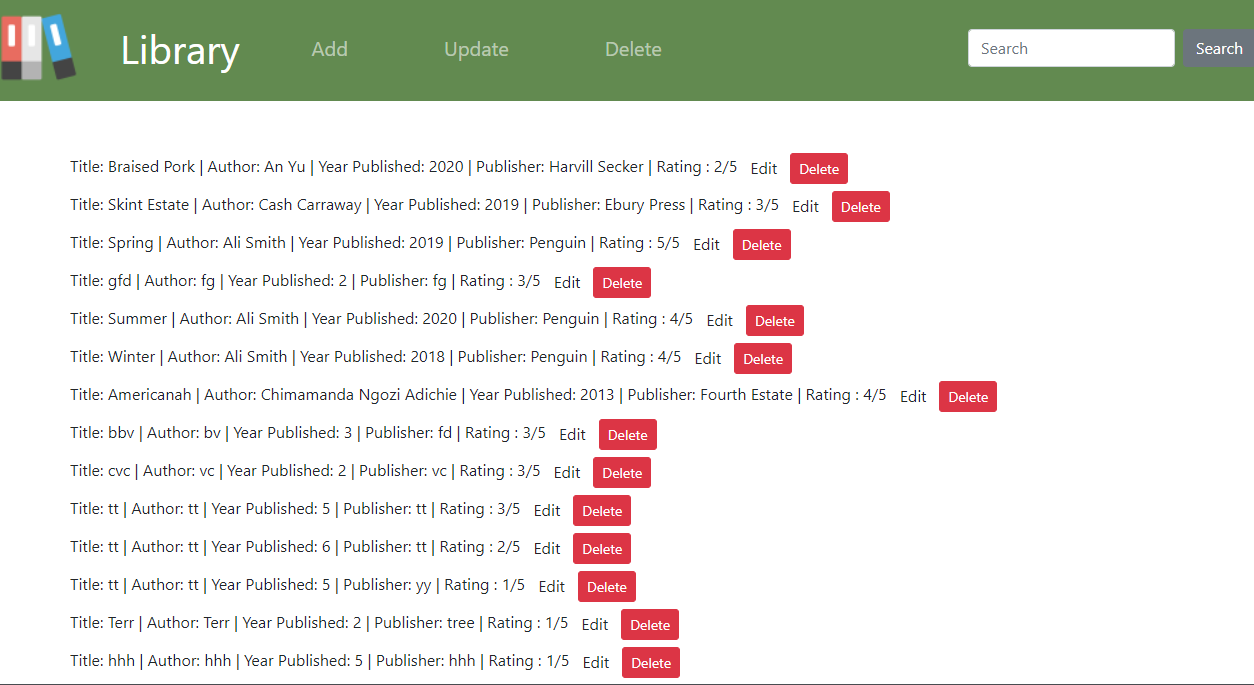 Library Add Update Delete Search Search
Title: Braised Pork | Author: An Yu | Year Published: 2020 | Publisher: Harvill Secker | Rating : 2/5 Edit Delete
Title: Skint Estate | Author: Cash Carraway | Year Published: 2019 | Publisher: Ebury Press | Rating : 3/5 Edit Delete
Title: Spring | Author: Ali Smith | Year Published: 2019 | Publisher: Penguin | Rating : 5/5 Edit Delete
Title: gfd | Author: fg | Year Published: 2 | Publisher: fg | Rating : 3/5 Edit Delete
Title: Summer | Author: Ali Smith | Year Published: 2020 | Publisher: Penguin | Rating : 4/5 Edit Delete
Title: Winter | Author: Ali Smith | Year Published: 2018 | Publisher: Penguin | Rating : 4/5 Edit Delete
Title: Americanah | Author: Chimamanda Ngozi Adichie | Year Published: 2013 | Publisher: Fourth Estate | Rating : 4/5 Edit Delete
Title: bbv | Author: bv | Year Published: 3 | Publisher: fd | Rating : 3/5 Edit Delete
Title: cvc | Author: vc | Year Published: 2 | Publisher: vc | Rating : 3/5 Edit Delete
Title: tt | Author: tt | Year Published: 5 | Publisher: tt | Rating : 3/5 Edit Delete
Title: tt | Author: tt | Year Published: 6 | Publisher: tt | Rating : 2/5 Edit Delete
Title: tt | Author: tt | Year Published: 5 | Publisher: yy | Rating : 1/5 Edit Delete
Title: Terr | Author: Terr | Year Published: 2 | Publisher: tree | Rating : 1/5 Edit Delete
Title: hhh | Author: hhh | Year Published: 5 | Publisher: hhh | Rating : 1/5 Edit Delete